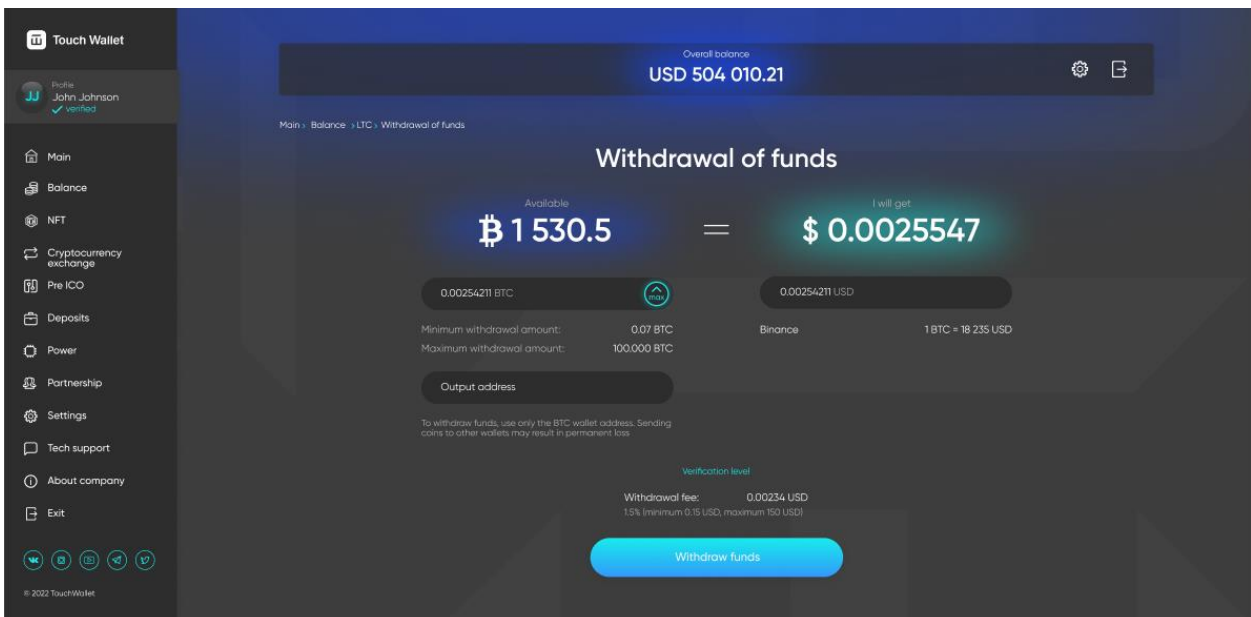 Touch Wallet
Profile
JJ
John Johnson
verified
Main
Balance
NFT
Cryptocurrency
exchange
Pre ICO
Deposits
Power
Partnership
Settings
Tech support
About company
Exit
© 2022 TouchWallet
Overall balance
USD 504 010.21
Main › Balance › LTC › Withdrawal of funds
Withdrawal of funds
Available
₿ 1 530.5
=
I will get
$ 0.0025547
0.00254211 BTC
max
0.00254211 USD
Minimum withdrawal amount: 0.07 BTC
Maximum withdrawal amount: 100.000 BTC
Binance 1 BTC = 18 235 USD
Output address
To withdraw funds, use only the BTC wallet address. Sending
coins to other wallets may result in permanent loss
Verification level
Withdrawal fee: 0.00234 USD
1.5% (minimum 0.15 USD, maximum 150 USD)
Withdraw funds